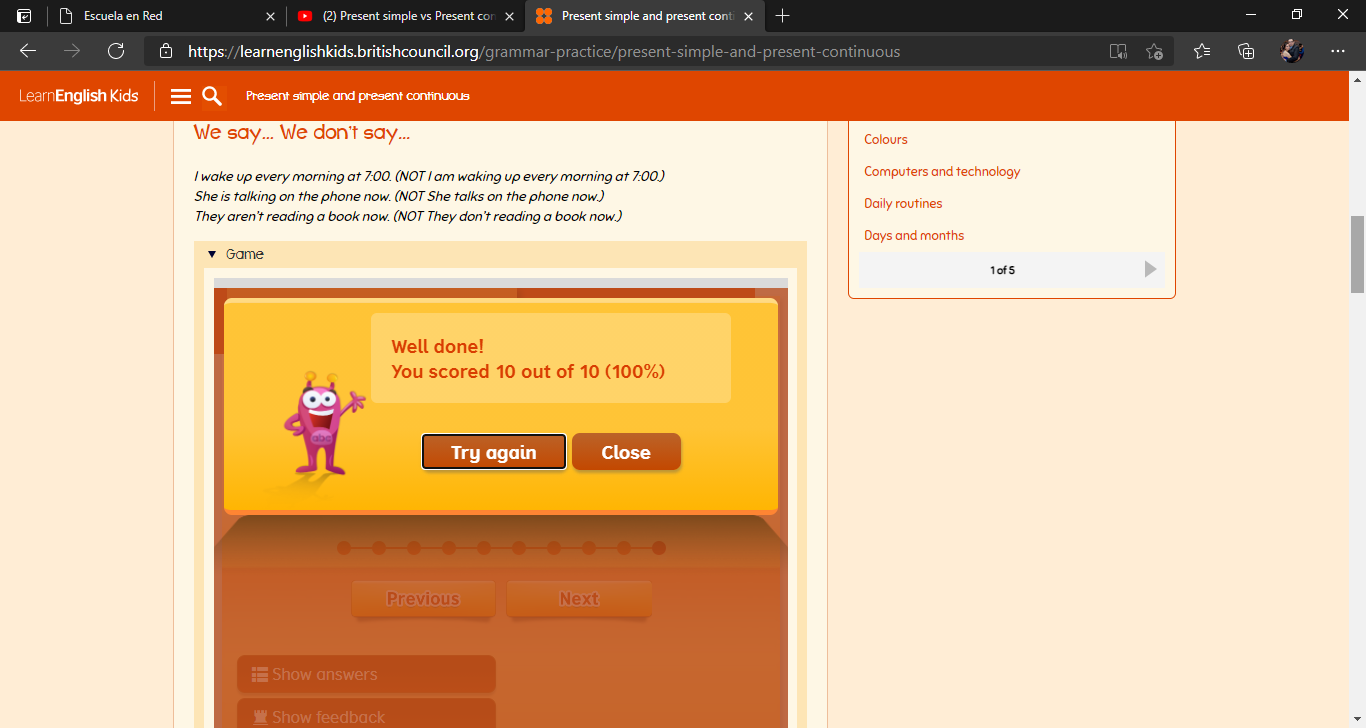 Escuela en Red
(2) Present simple vs Present con
Present simple and present conti
https://learnenglishkids.britishcouncil.org/grammar-practice/present-simple-and-present-continuous
LearnEnglish Kids
Present simple and present continuous
We say... We don't say...
I wake up every morning at 7:00. (NOT I am waking up every morning at 7:00.)
She is talking on the phone now. (NOT She talks on the phone now.)
They aren't reading a book now. (NOT They don't reading a book now.)
Game
Well done!
You scored 10 out of 10 (100%)
Try again
Close
Previous
Next
Show answers
Show feedback
Colours
Computers and technology
Daily routines
Days and months
1 of 5